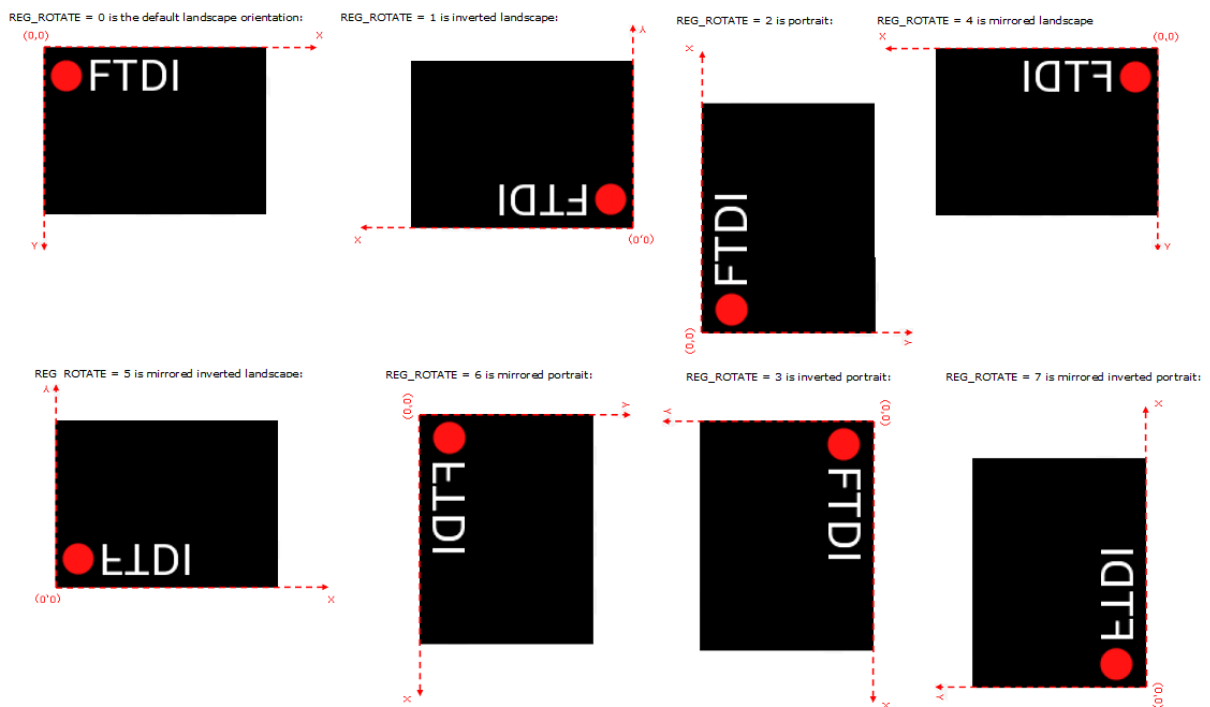 REG_ROTATE = 0 is the default landscape orientation:
(0,0)
X
FTDI
Y
REG_ROTATE = 1 is inverted landscape:
Y
FTDI
X
(0,0)
REG_ROTATE = 2 is portrait:
X
FTDI
(0,0)
Y
REG_ROTATE = 4 is mirrored landscape
X
(0,0)
FTDI
Y
REG_ROTATE = 5 is mirrored inverted landscape:
Y
FTDI
(0,0)
X
REG_ROTATE = 6 is mirrored portrait:
(0,0)
Y
FTDI
X
REG_ROTATE = 3 is inverted portrait:
Y
(0,0)
FTDI
X
REG_ROTATE = 7 is mirrored inverted portrait:
X
FTDI
Y
(0,0)